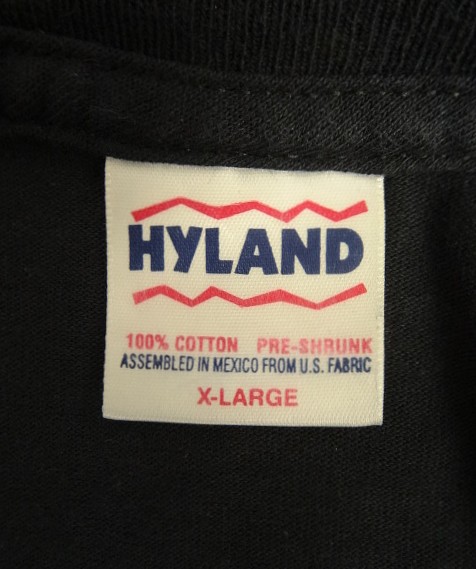 HYLAND
100% COTTON PRE-SHRUNK
ASSEMBLED IN MEXICO FROM U.S. FABRIC
X-LARGE